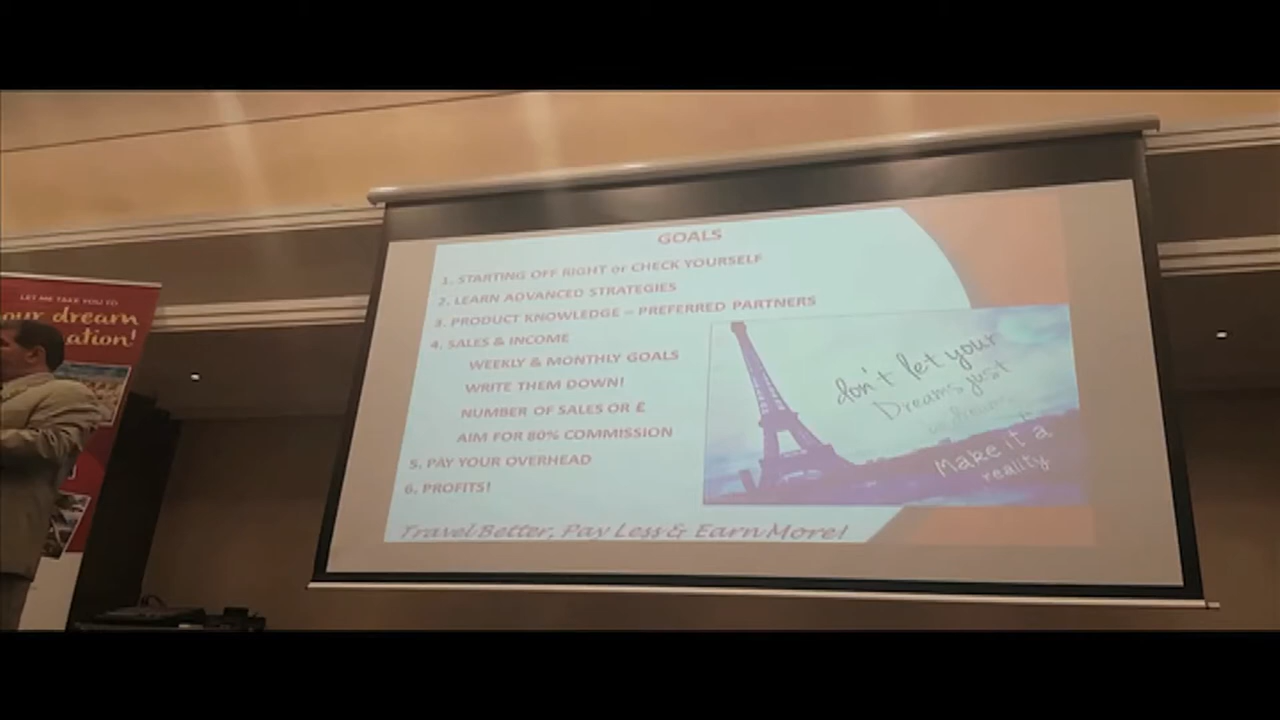 LET ME TAKE YOU TO
our dream
ation!
GOALS
1. STARTING OFF RIGHT or CHECK YOURSELF
2. LEARN ADVANCED STRATEGIES
3. PRODUCT KNOWLEDGE – PREFERRED PARTNERS
4. SALES & INCOME
WEEKLY & MONTHLY GOALS
WRITE THEM DOWN!
NUMBER OF SALES OR £
AIM FOR 80% COMMISSION
5. PAY YOUR OVERHEAD
6. PROFITS!
don't let your
Dreams just
Make it a
reality
Travel Better, Pay Less & Earn More!